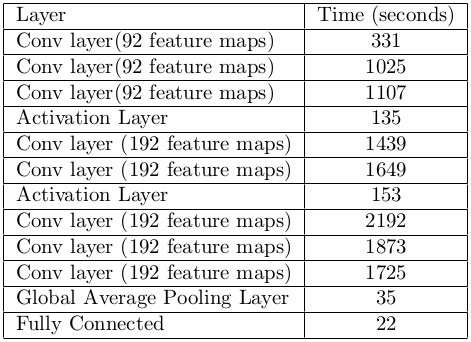 Layer Time (seconds)
Conv layer(92 feature maps) 331
Conv layer(92 feature maps) 1025
Conv layer(92 feature maps) 1107
Activation Layer 135
Conv layer (192 feature maps) 1439
Conv layer (192 feature maps) 1649
Activation Layer 153
Conv layer (192 feature maps) 2192
Conv layer (192 feature maps) 1873
Conv layer (192 feature maps) 1725
Global Average Pooling Layer 35
Fully Connected 22